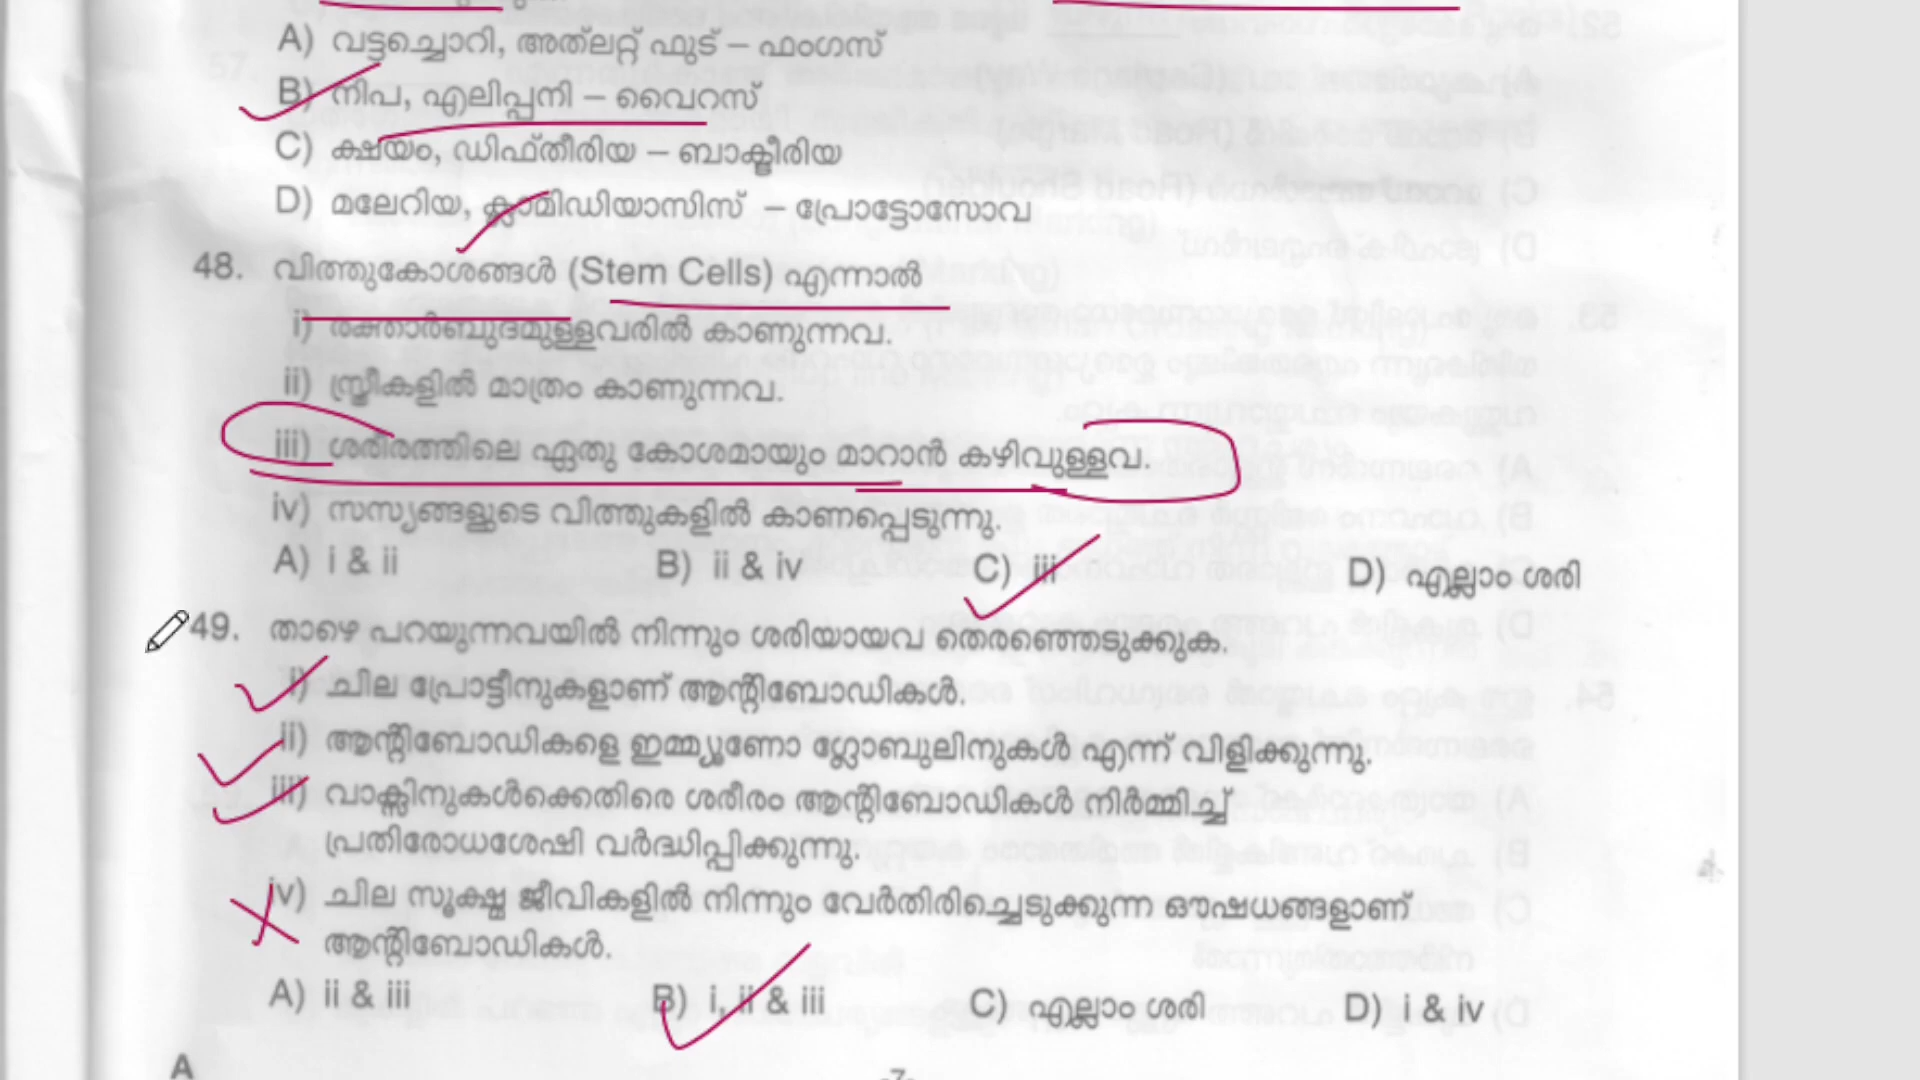 A) വട്ടച്ചൊറി, അത്‌ലറ്റ് ഫുട് – ഫംഗസ്
B) നിപ, എലിപ്പനി – വൈറസ്
C) ക്ഷയം, ഡിഫ്തീരിയ – ബാക്ടീരിയ
D) മലേറിയ, ക്ലാമിഡിയാസിസ് – പ്രോട്ടോസോവ
48. വിത്തുകോശങ്ങൾ (Stem Cells) എന്നാൽ
i) രക്താർബുദമുള്ളവരിൽ കാണുന്നവ.
ii) സ്ത്രീകളിൽ മാത്രം കാണുന്നവ.
iii) ശരീരത്തിലെ ഏതു കോശമായും മാറാൻ കഴിവുള്ളവ.
iv) സസ്യങ്ങളുടെ വിത്തുകളിൽ കാണപ്പെടുന്നു.
A) i & ii B) ii & iv C) iii D) എല്ലാം ശരി
49. താഴെ പറയുന്നവയിൽ നിന്നും ശരിയായവ തെരഞ്ഞെടുക്കുക.
i) ചില പ്രോട്ടീനുകളാണ് ആന്റിബോഡികൾ.
ii) ആന്റിബോഡികളെ ഇമ്മ്യൂണോ ഗ്ലോബുലിനുകൾ എന്ന് വിളിക്കുന്നു.
iii) വാക്സിനുകൾക്കെതിരെ ശരീരം ആന്റിബോഡികൾ നിർമ്മിച്ച്
പ്രതിരോധശേഷി വർദ്ധിപ്പിക്കുന്നു.
iv) ചില സൂക്ഷ്മ ജീവികളിൽ നിന്നും വേർതിരിച്ചെടുക്കുന്ന ഔഷധങ്ങളാണ്
ആന്റിബോഡികൾ.
A) ii & iii B) i, ii & iii C) എല്ലാം ശരി D) i & iv
A -7-